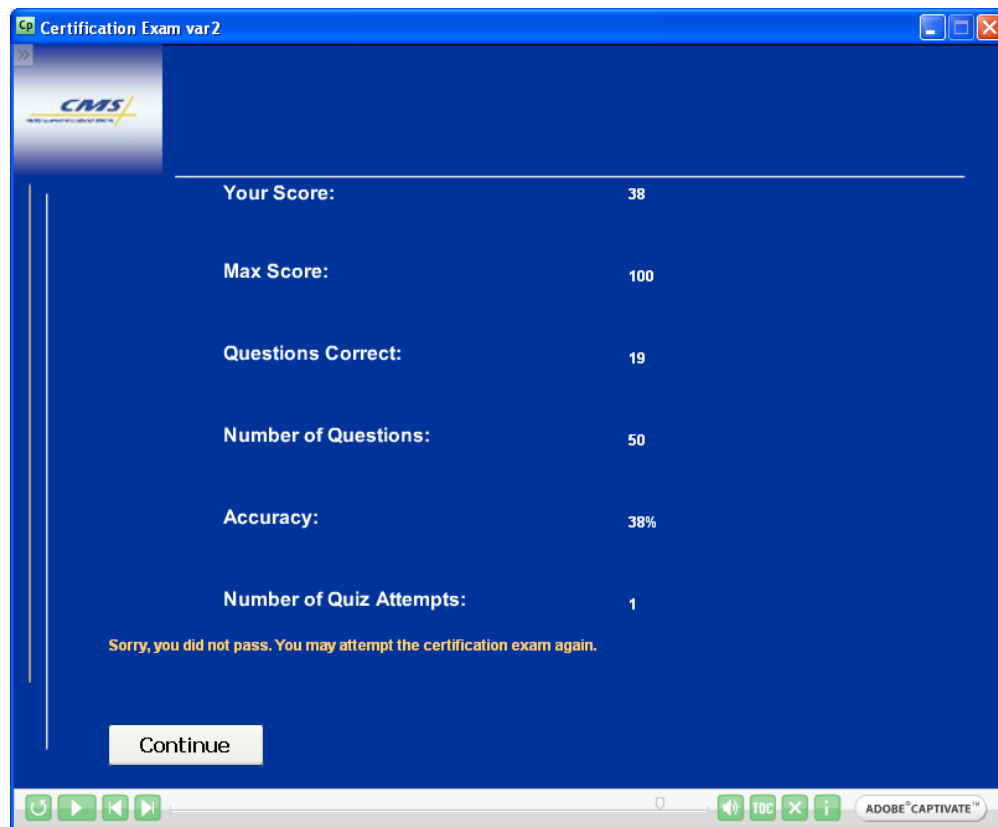 Cp Certification Exam var2
CMS
Your Score: 38
Max Score: 100
Questions Correct: 19
Number of Questions: 50
Accuracy: 38%
Number of Quiz Attempts: 1
Sorry, you did not pass. You may attempt the certification exam again.
Continue
TOC
i
ADOBE® CAPTIVATE™